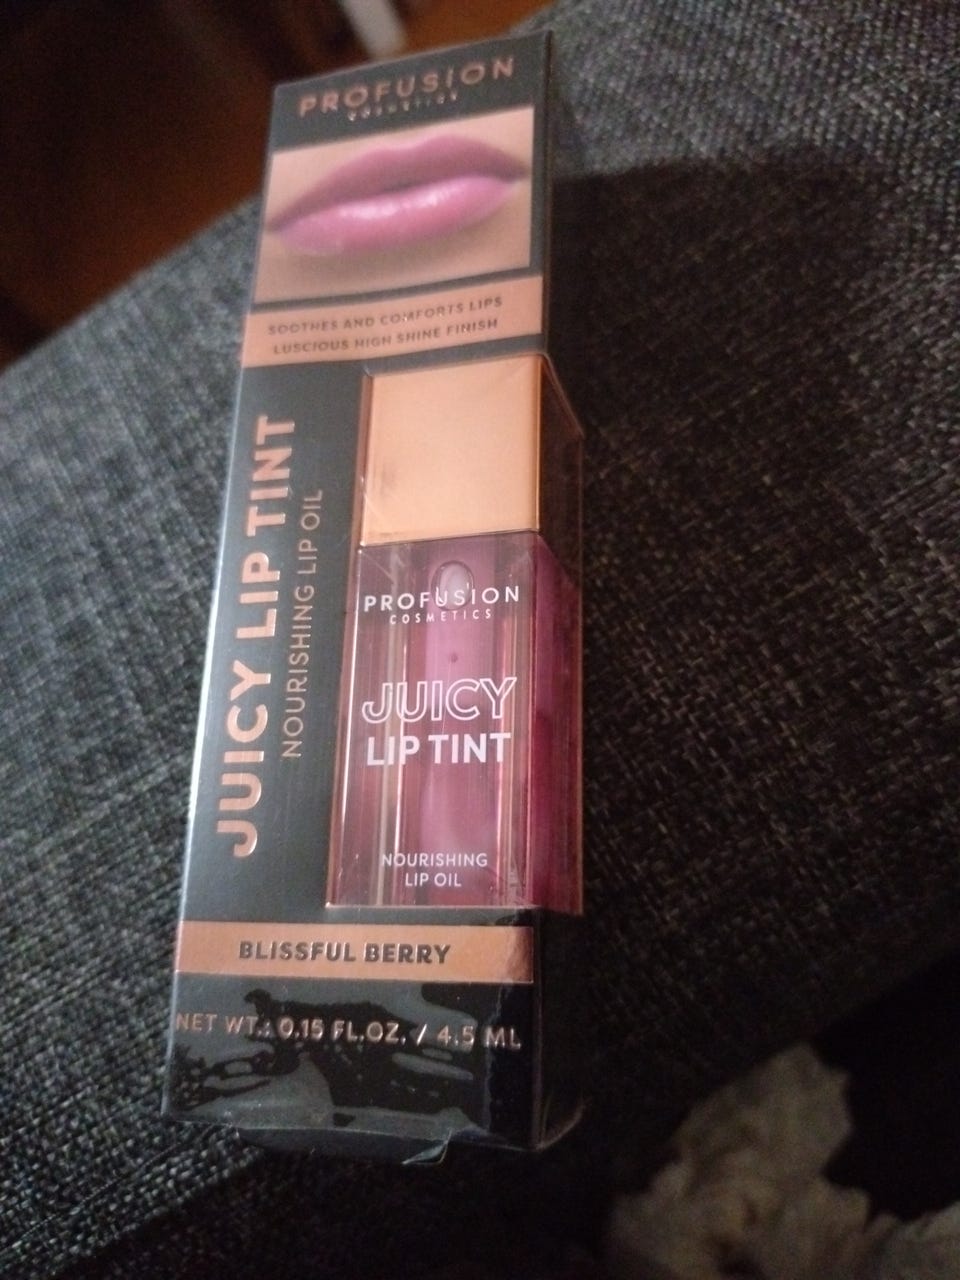 PROFUSION
COSMETICS
SOOTHES AND COMFORTS LIPS
LUSCIOUS HIGH SHINE FINISH
JUICY LIP TINT
NOURISHING LIP OIL
PROFUSION
COSMETICS
JUICY
LIP TINT
NOURISHING
LIP OIL
BLISSFUL BERRY
NET WT.: 0.15 FL.OZ. / 4.5 ML